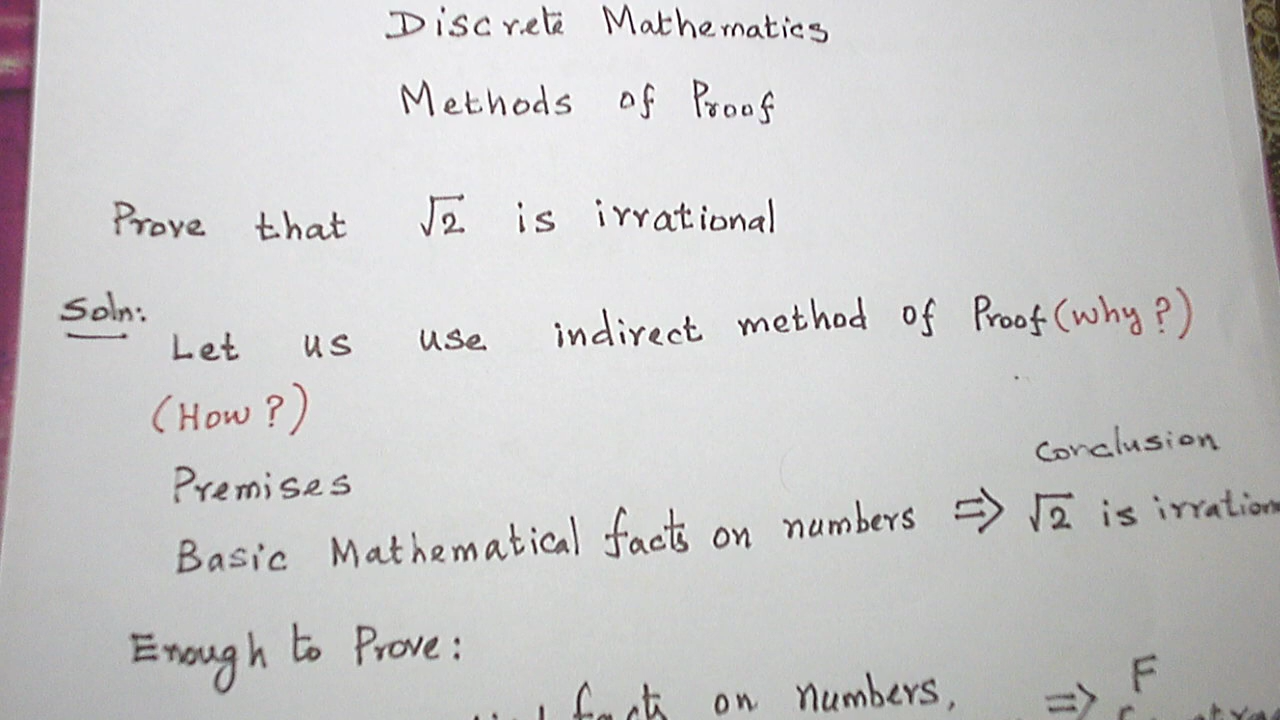 Discrete Mathematics
Methods of Proof
Prove that √2 is irrational
Soln:
Let us use indirect method of Proof (why?)
(How?)
Conclusion
Premises
Basic Mathematical facts on numbers ⇒ √2 is irration
Enough to Prove:
facts on numbers, ⇒ F